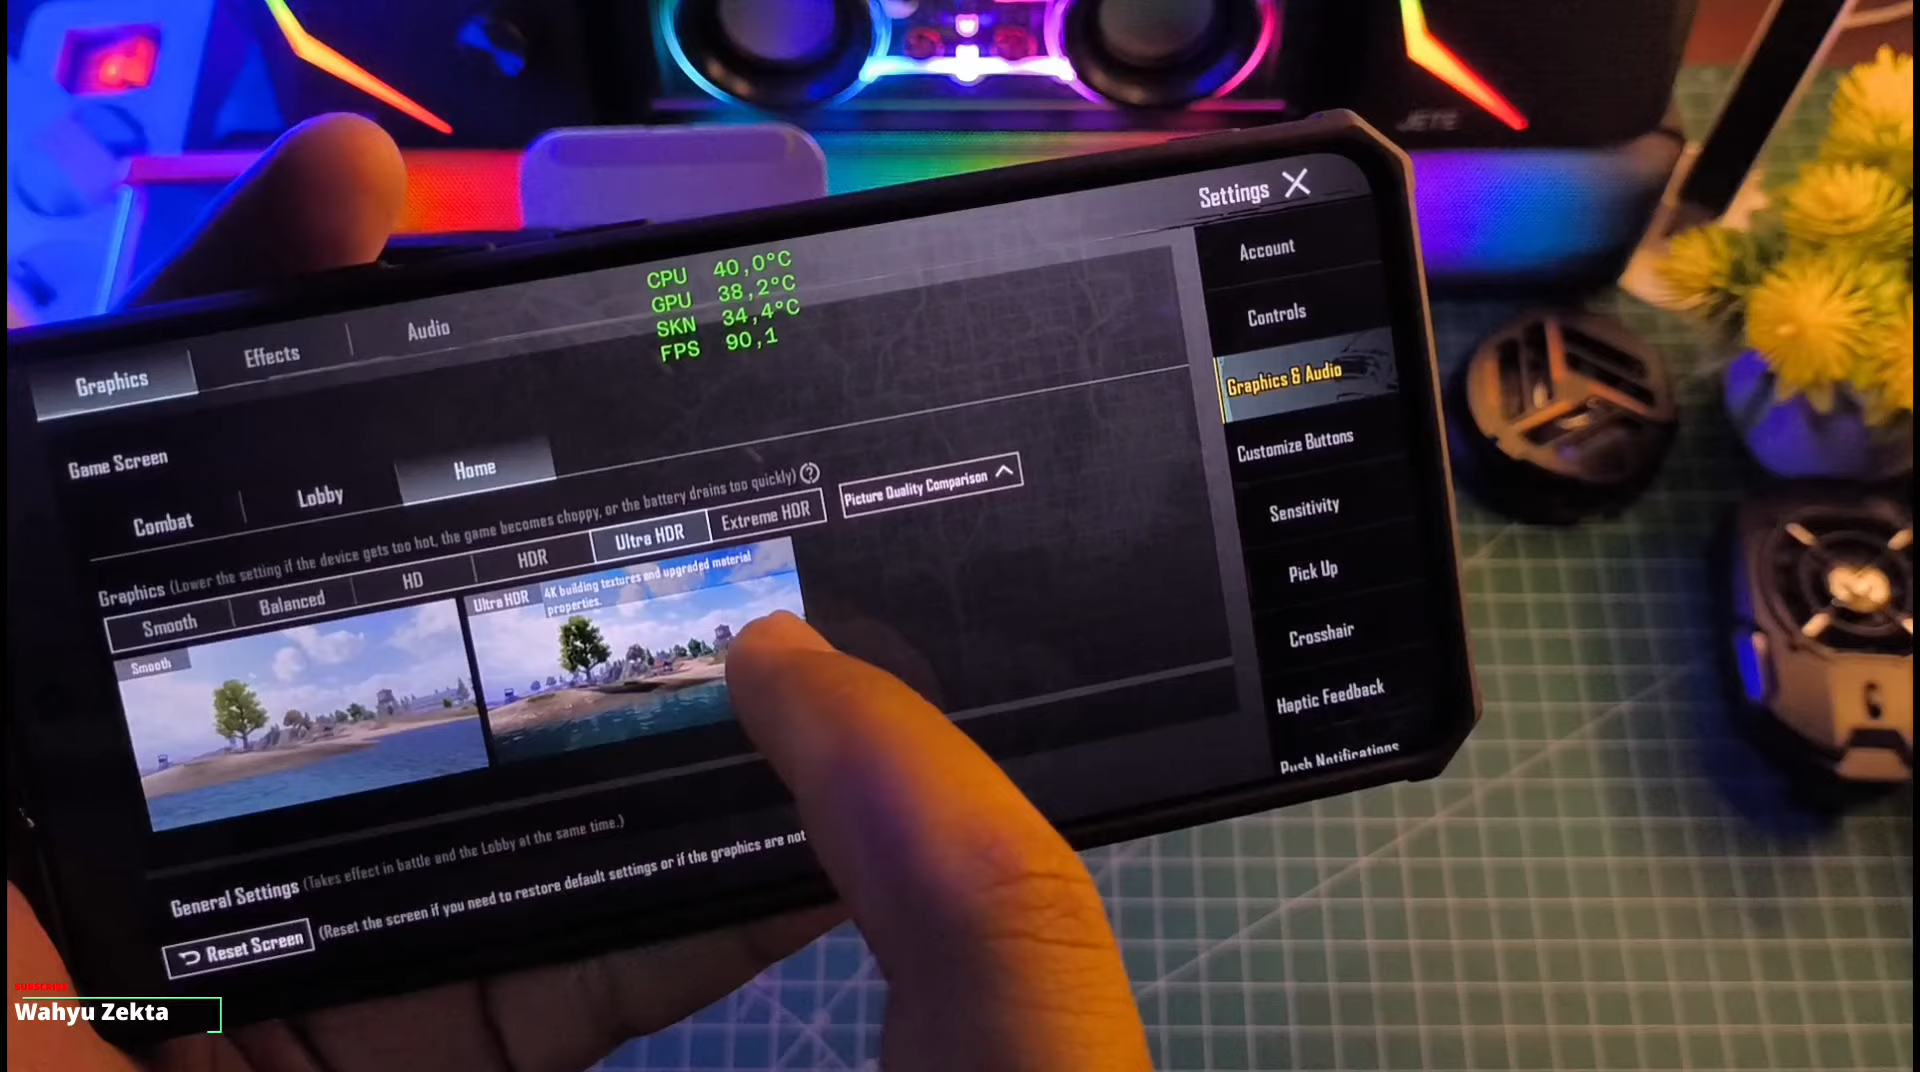 JETE
Settings
Account
Controls
Graphics & Audio
Customize Buttons
Sensitivity
Pick Up
Crosshair
Haptic Feedback
Push Notifications
CPU 40,0°C
GPU 38,2°C
SKN 34,4°C
FPS 90,1
Graphics
Effects
Audio
Game Screen
Combat
Lobby
Home
Graphics (Lower the setting if the device gets too hot, the game becomes choppy, or the battery drains too quickly) ?
Smooth
Balanced
HD
HDR
Ultra HDR
Extreme HDR
Picture Quality Comparison
Smooth
Ultra HDR
4K building textures and upgraded material
properties.
General Settings (Takes effect in battle and the Lobby at the same time.)
Reset Screen
(Reset the screen if you need to restore default settings or if the graphics are not
SUBSCRIBE
Wahyu Zekta